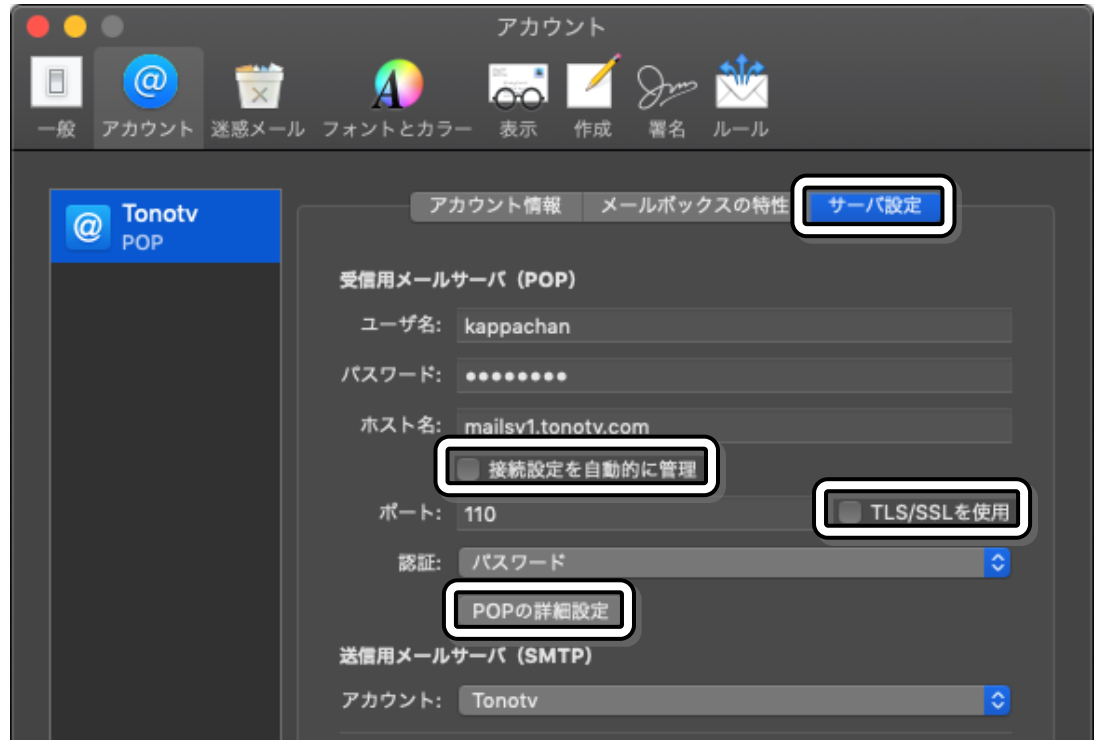 アカウント
一般 アカウント 迷惑メール フォントとカラー 表示 作成 署名 ルール
Tonotv
POP
アカウント情報 メールボックスの特性 サーバ設定
受信用メールサーバ（POP）
ユーザ名: kappachan
パスワード: ●●●●●●●●
ホスト名: mailsv1.tonotv.com
接続設定を自動的に管理
ポート: 110 TLS/SSLを使用
認証: パスワード
POPの詳細設定
送信用メールサーバ（SMTP）
アカウント: Tonotv